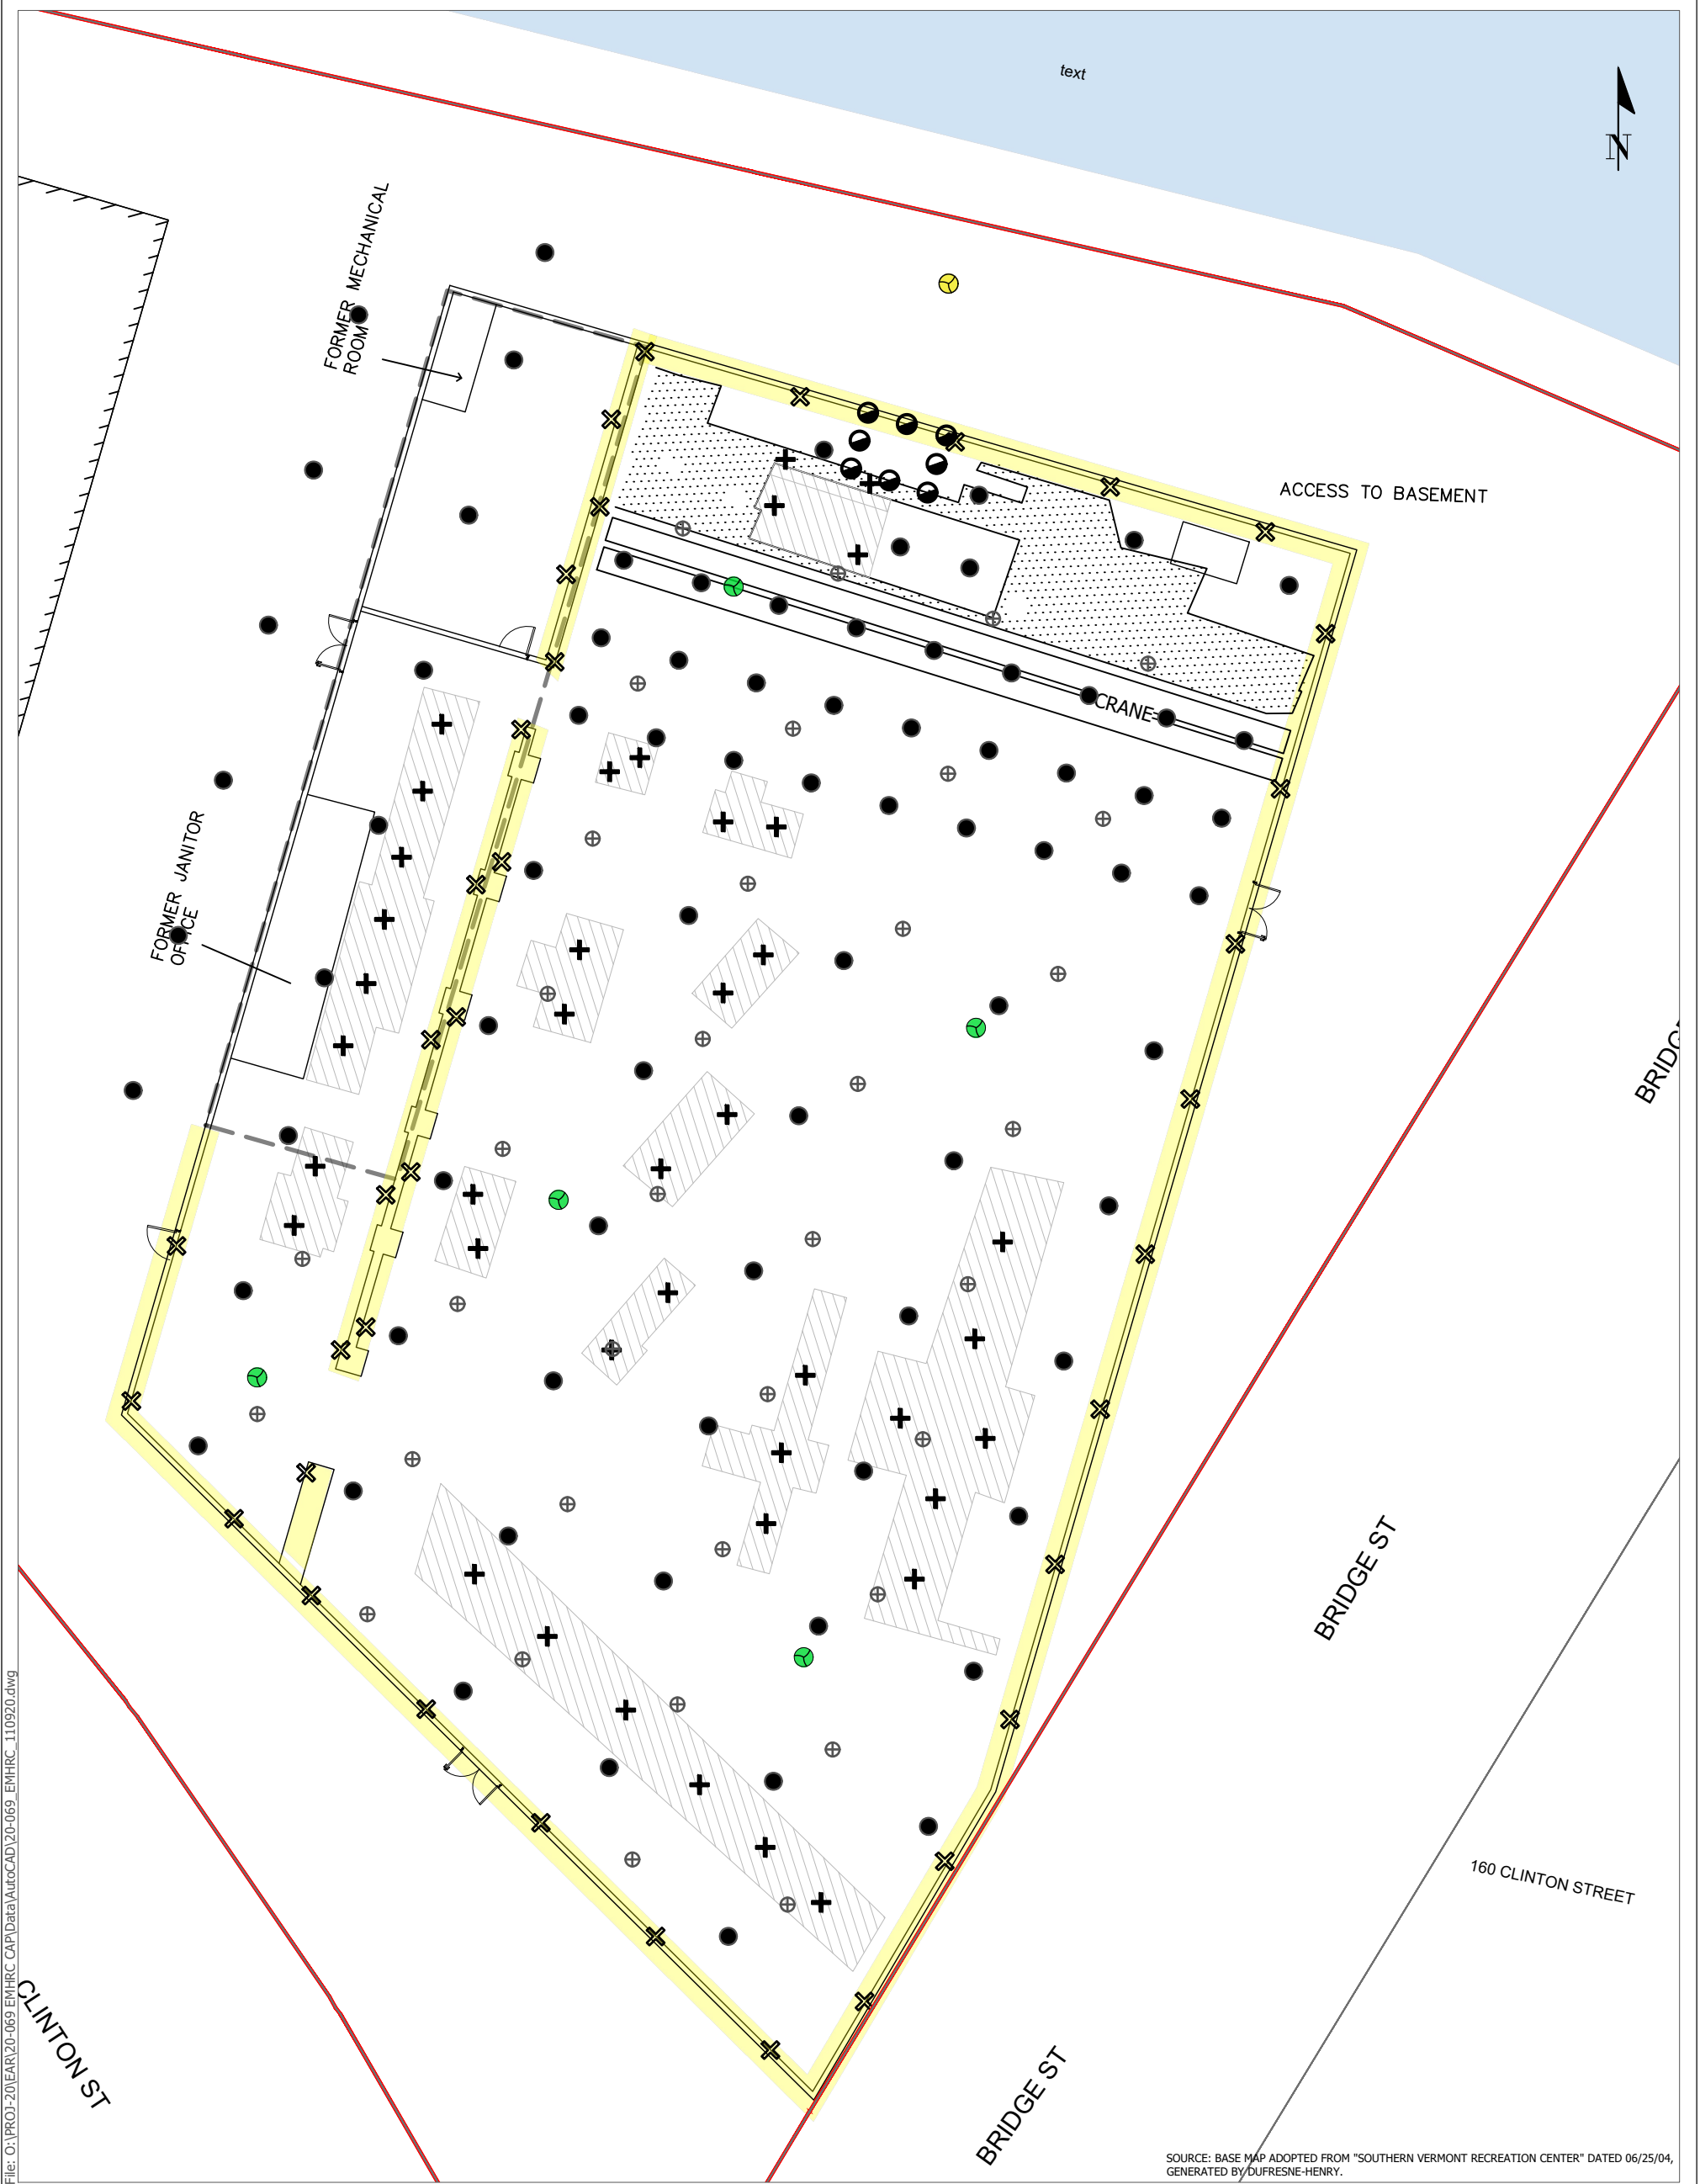 text
N
FORMER MECHANICAL
ROOM
ACCESS TO BASEMENT
CRANE
FORMER JANITOR
OFFICE
BRIDGE ST
160 CLINTON STREET
CLINTON ST
BRIDGE ST
File: O:\PROJ-20\EAR\20-069 EMHRC CAP\Data\AutoCAD\20-069_EMHRC_110920.dwg
SOURCE: BASE MAP ADOPTED FROM "SOUTHERN VERMONT RECREATION CENTER" DATED 06/25/04,
GENERATED BY DUFRESNE-HENRY.